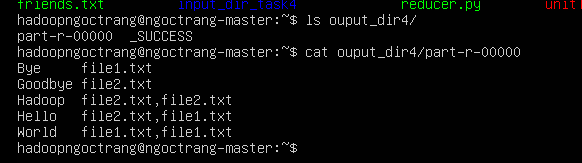 friends.txt input_dir_task4 reducer.py unit
hadoopngoctrang@ngoctrang-master:~$ ls ouput_dir4/
part-r-00000 _SUCCESS
hadoopngoctrang@ngoctrang-master:~$ cat ouput_dir4/part-r-00000
Bye file1.txt
Goodbye file2.txt
Hadoop file2.txt,file2.txt
Hello file2.txt,file1.txt
World file1.txt,file1.txt
hadoopngoctrang@ngoctrang-master:~$